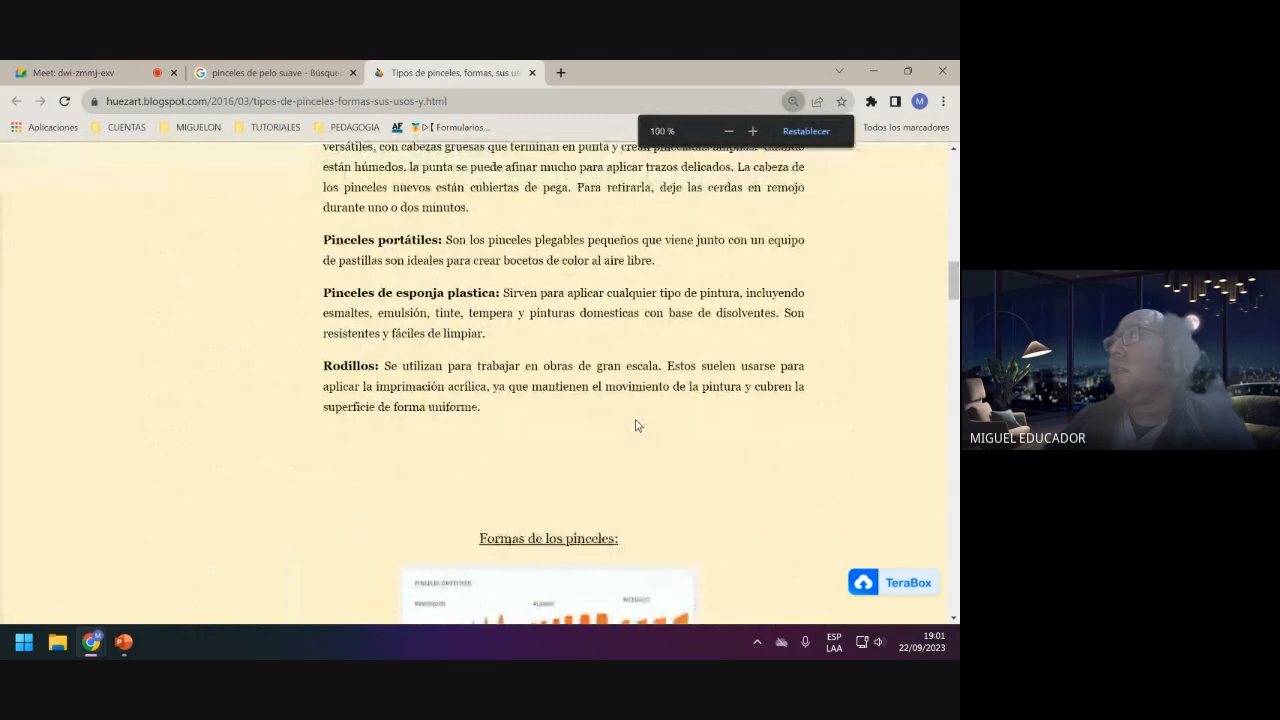 Meet: dwi-zmmj-exv
pinceles de pelo suave - Búsque
Tipos de pinceles, formas, sus us
huezart.blogspot.com/2016/03/tipos-de-pinceles-formas-sus-usos-y.html
M
Aplicaciones
CUENTAS
MIGUELON
TUTORIALES
PEDAGOGIA
AF
Formularios...
Todos los marcadores
100 %
Restablecer
versátiles, con cabezas gruesas que terminan en punta y crean
están húmedos, la punta se puede afinar mucho para aplicar trazos delicados. La cabeza de
los pinceles nuevos están cubiertas de pega. Para retirarla, deje las cerdas en remojo
durante uno o dos minutos.
Pinceles portátiles: Son los pinceles plegables pequeños que viene junto con un equipo
de pastillas son ideales para crear bocetos de color al aire libre.
Pinceles de esponja plastica: Sirven para aplicar cualquier tipo de pintura, incluyendo
esmaltes, emulsión, tinte, tempera y pinturas domesticas con base de disolventes. Son
resistentes y fáciles de limpiar.
Rodillos: Se utilizan para trabajar en obras de gran escala. Estos suelen usarse para
aplicar la imprimación acrílica, ya que mantienen el movimiento de la pintura y cubren la
superficie de forma uniforme.
Formas de los pinceles:
TeraBox
MIGUEL EDUCADOR
ESP
LAA
19:01
22/09/2023